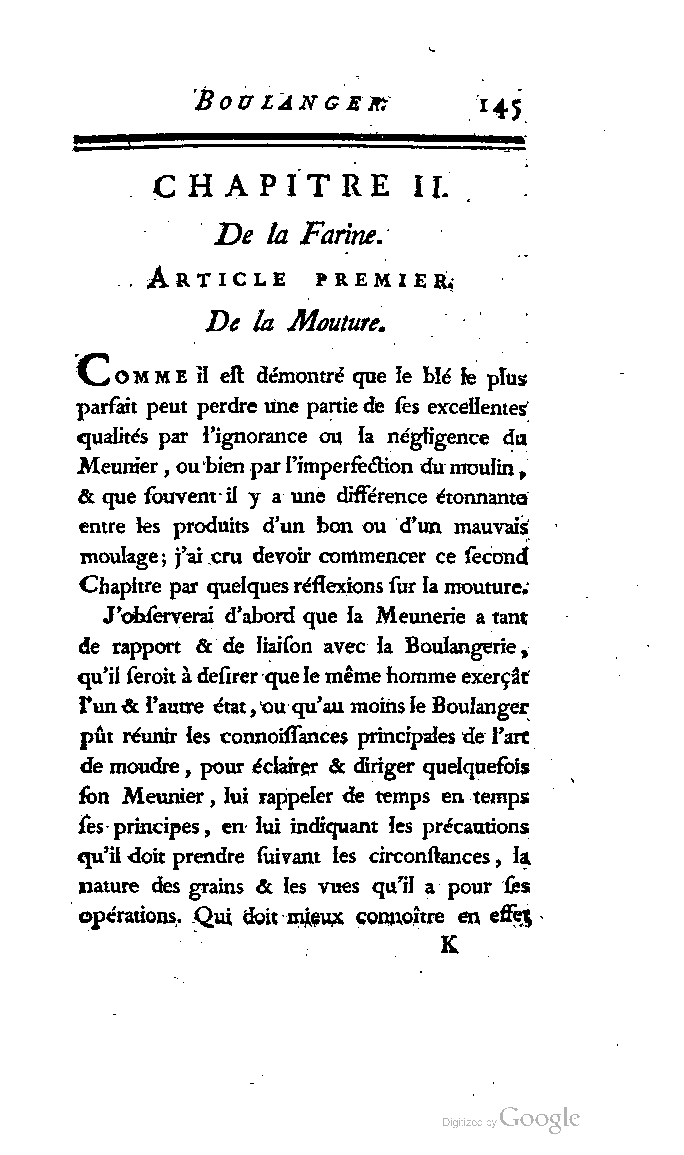 BOULANGER. 145
CHAPITRE II.
De la Farine.
ARTICLE PREMIER.
De la Mouture.
COMME il eſt démontré que le blé le plus
parfait peut perdre une partie de ſes excellentes
qualités par l'ignorance ou la négligence du
Meunier, ou bien par l'imperfection du moulin,
& que ſouvent il y a une différence étonnante
entre les produits d'un bon ou d'un mauvais
moulage; j'ai cru devoir commencer ce ſecond
Chapitre par quelques réflexions ſur la mouture.
J'obſerverai d'abord que la Meunerie a tant
de rapport & de liaiſon avec la Boulangerie,
qu'il ſeroit à deſirer que le même homme exerçât
l'un & l'autre état, ou qu'au moins le Boulanger
pût réunir les connoiſſances principales de l'art
de moudre, pour éclairer & diriger quelquefois
ſon Meunier, lui rappeler de temps en temps
ſes principes, en lui indiquant les précautions
qu'il doit prendre ſuivant les circonſtances, la
nature des grains & les vues qu'il a pour ſes
opérations. Qui doit mieux connoître en effet
K
Digitized by Google